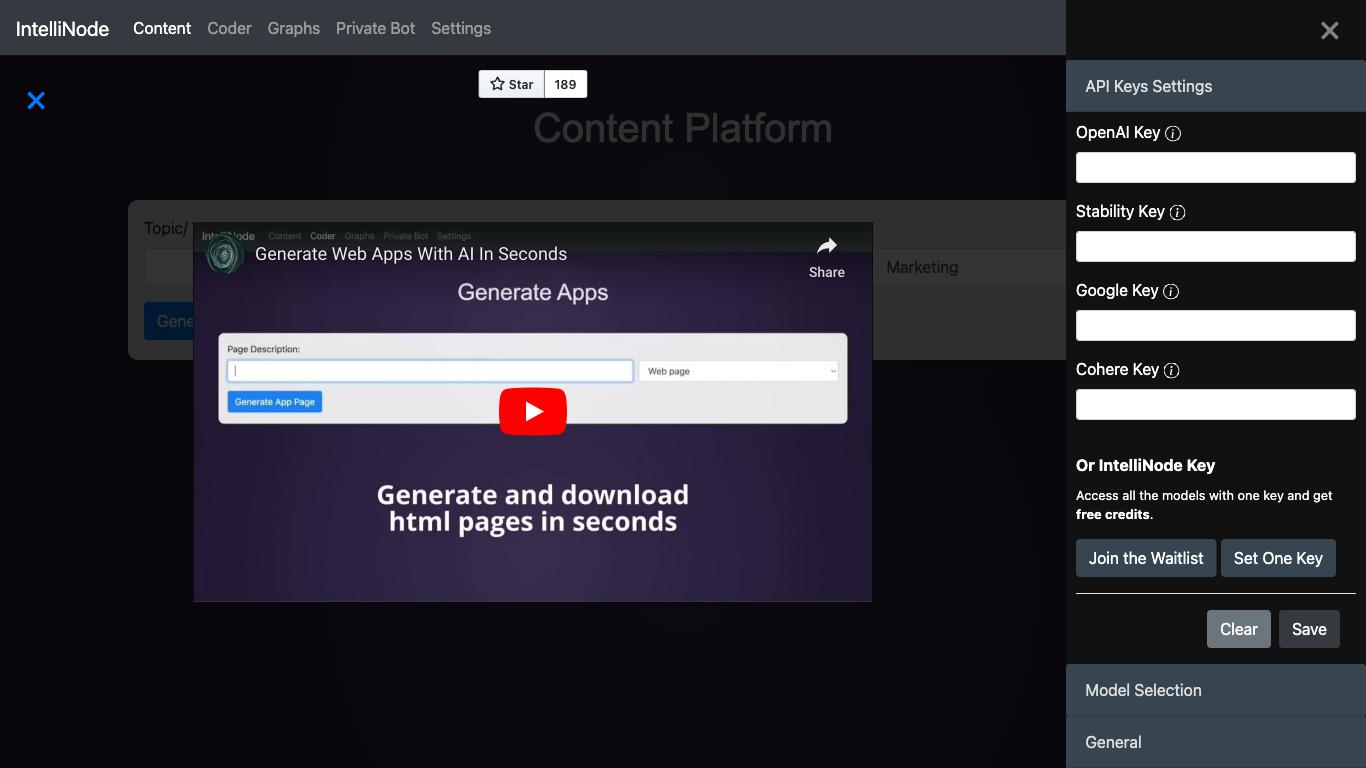 IntelliNode Content Coder Graphs Private Bot Settings
Star 189
Content Platform
Topic/
Marketing
Gene
IntelliNode Content Coder Graphs Private Bot Settings
Generate Web Apps With AI In Seconds
Share
Generate Apps
Page Description:
Web page
Generate App Page
Generate and download
html pages in seconds
API Keys Settings
OpenAI Key
Stability Key
Google Key
Cohere Key
Or IntelliNode Key
Access all the models with one key and get
free credits.
Join the Waitlist Set One Key
Clear Save
Model Selection
General